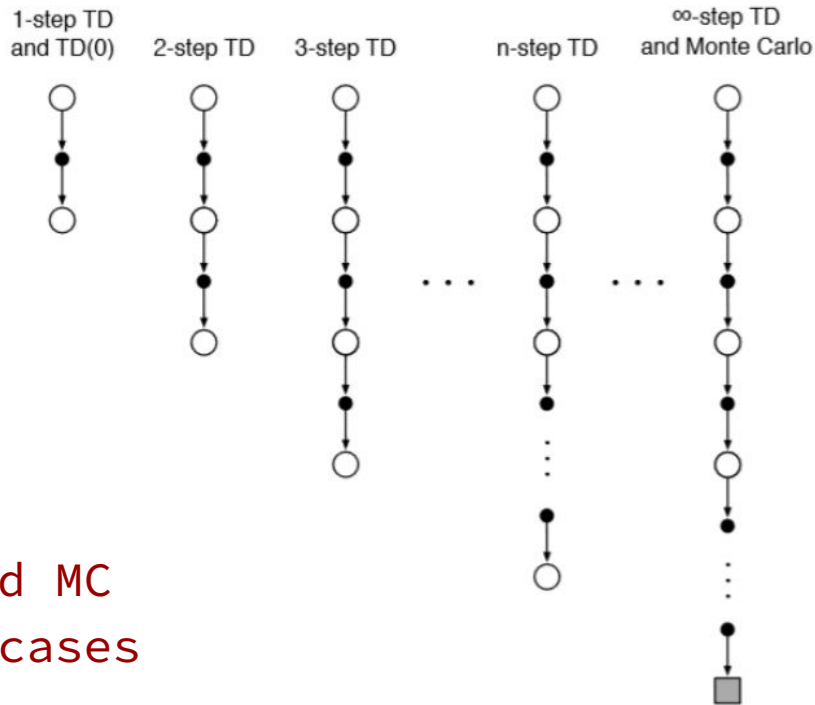 1-step TD
and TD(0)
2-step TD
3-step TD
n-step TD
∞-step TD
and Monte Carlo
d MC
cases